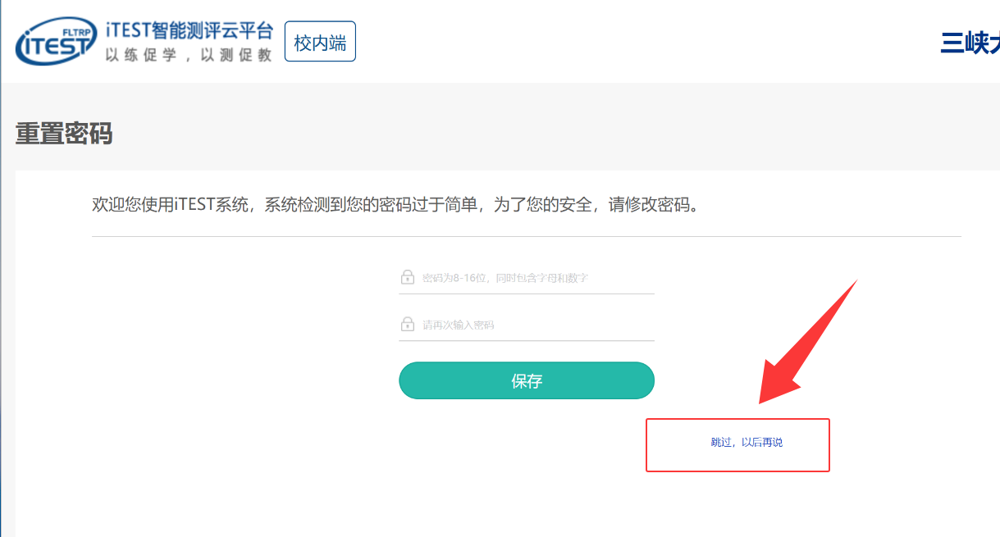 FLTRP
iTEST
iTEST智能测评云平台
以练促学，以测促教
校内端
三峡大
重置密码
欢迎您使用iTEST系统，系统检测到您的密码过于简单，为了您的安全，请修改密码。
密码为8-16位，同时包含字母和数字
请再次输入密码
保存
跳过，以后再说